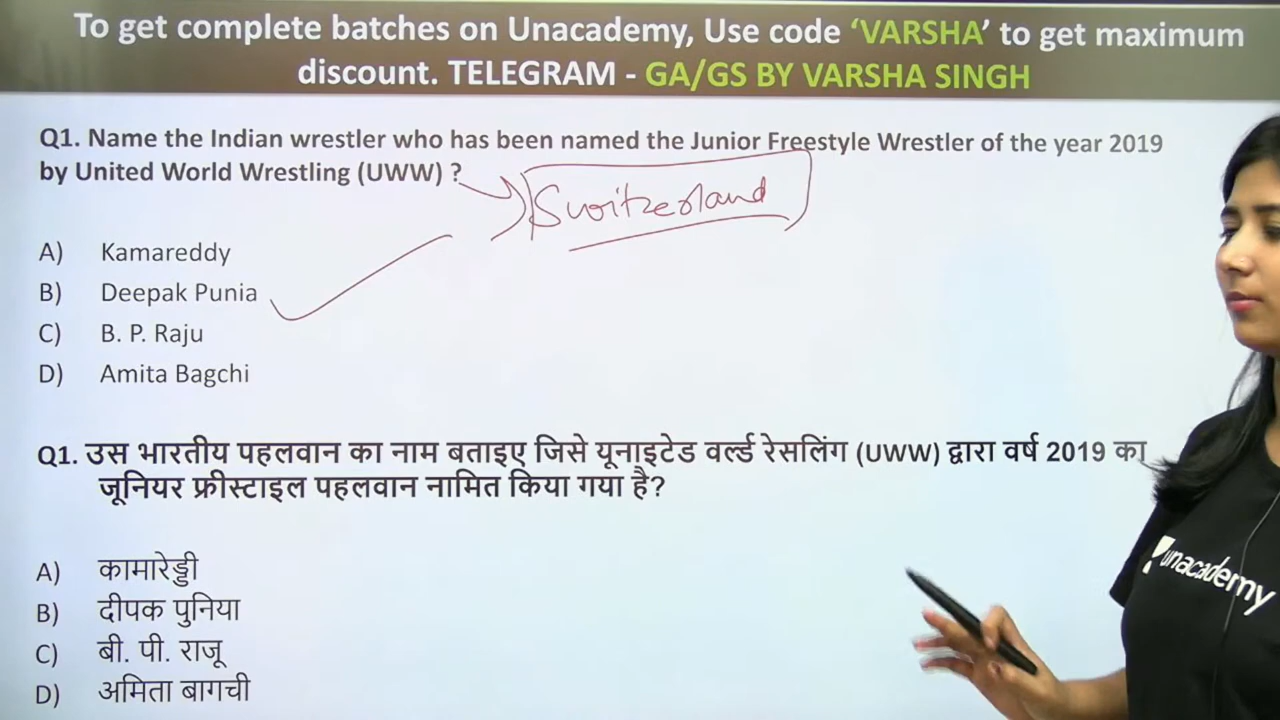 To get complete batches on Unacademy, Use code ‘VARSHA’ to get maximum
discount. TELEGRAM - GA/GS BY VARSHA SINGH
Q1. Name the Indian wrestler who has been named the Junior Freestyle Wrestler of the year 2019
by United World Wrestling (UWW) ?
Switzerland
A) Kamareddy
B) Deepak Punia
C) B. P. Raju
D) Amita Bagchi
Q1. उस भारतीय पहलवान का नाम बताइए जिसे यूनाइटेड वर्ल्ड रेसलिंग (UWW) द्वारा वर्ष 2019 का
जूनियर फ्रीस्टाइल पहलवान नामित किया गया है?
A) कामारेड्डी
B) दीपक पुनिया
C) बी. पी. राजू
D) अमिता बागची
unacademy